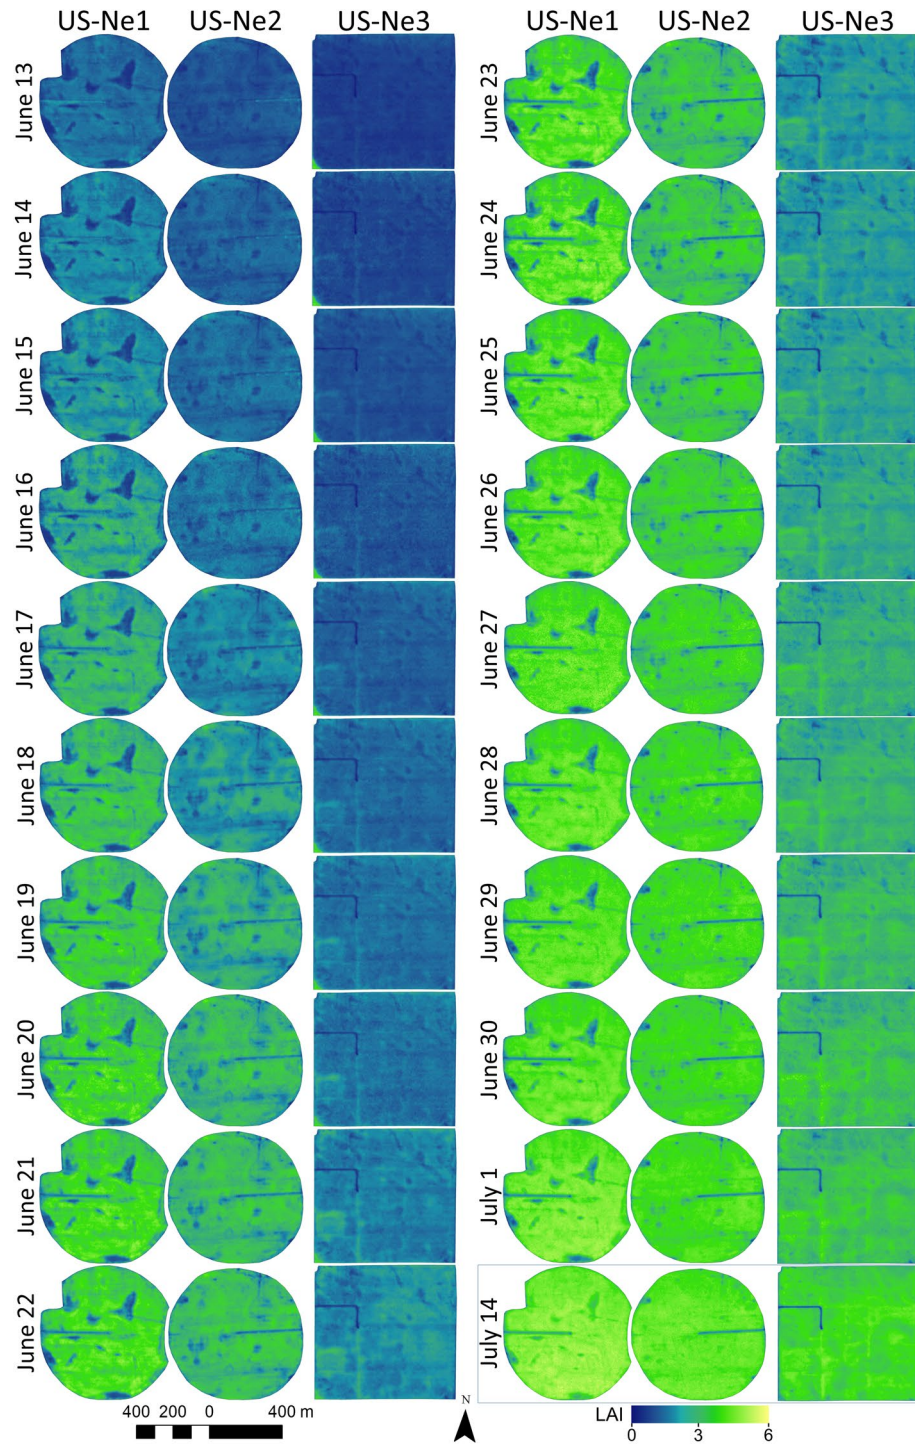 US-Ne1 US-Ne2 US-Ne3 US-Ne1 US-Ne2 US-Ne3
June 13
June 14
June 15
June 16
June 17
June 18
June 19
June 20
June 21
June 22
June 23
June 24
June 25
June 26
June 27
June 28
June 29
June 30
July 1
July 14
400 200 0 400 m
N
LAI
0 3 6